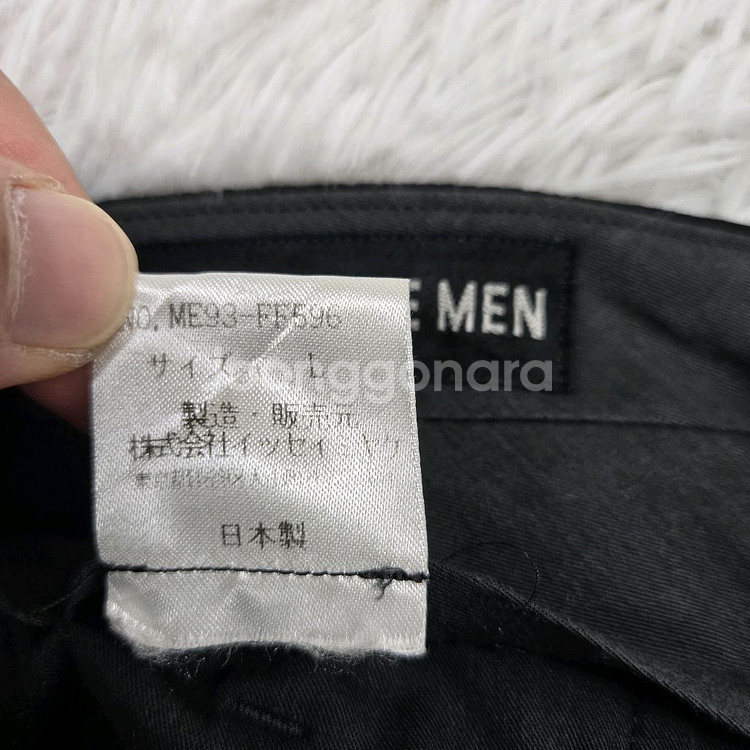 NO. ME93-FF596
サイズ L
製造・販売元
株式会社イッセイミヤケ
日本製
E MEN
joonggonara